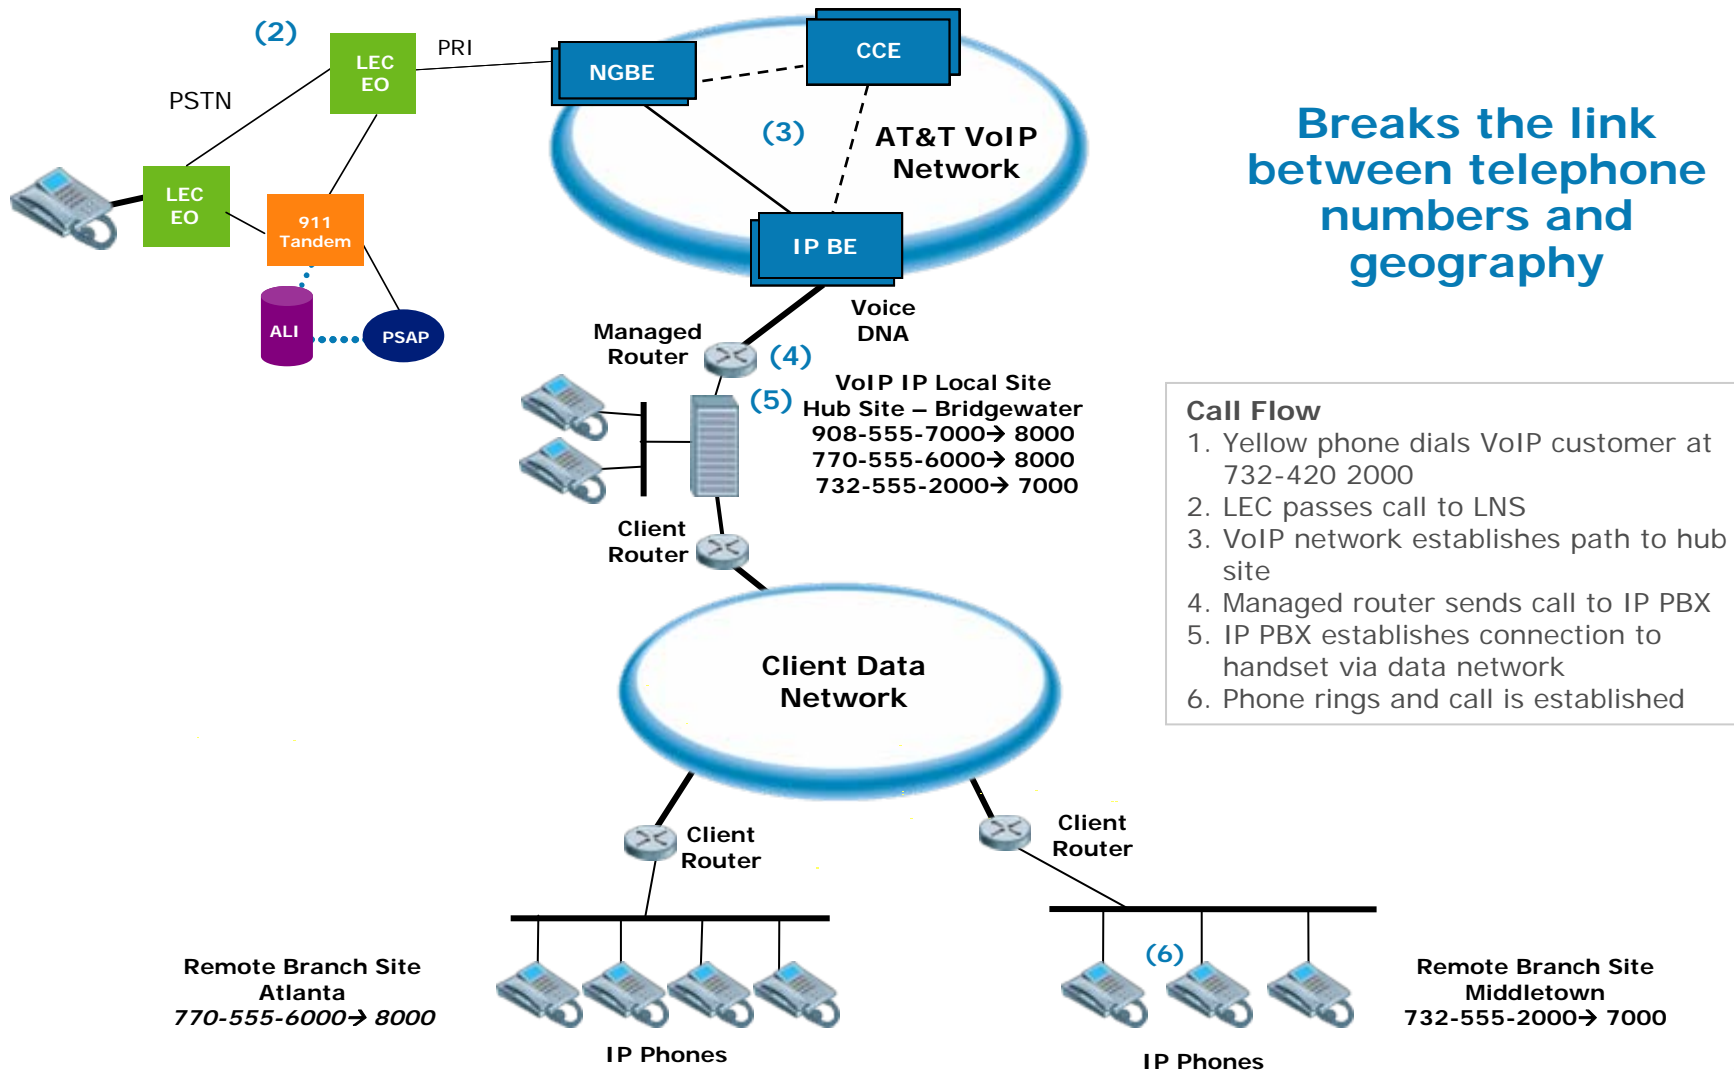 (2)
PRI
LEC
EO
PSTN
NGBE
CCE
(3)
AT&T VoIP
Network
Breaks the link
between telephone
numbers and
geography
LEC
EO
911
Tandem
IP BE
ALI
PSAP
Voice
DNA
Managed
Router
(4)
(5)
VoIP IP Local Site
Hub Site – Bridgewater
908-555-7000→ 8000
770-555-6000→ 8000
732-555-2000→ 7000
Client
Router
Call Flow
1. Yellow phone dials VoIP customer at
732-420 2000
2. LEC passes call to LNS
3. VoIP network establishes path to hub
site
4. Managed router sends call to IP PBX
5. IP PBX establishes connection to
handset via data network
6. Phone rings and call is established
Client Data
Network
Client
Router
Client
Router
(6)
Remote Branch Site
Atlanta
770-555-6000→ 8000
IP Phones
Remote Branch Site
Middletown
732-555-2000→ 7000
IP Phones